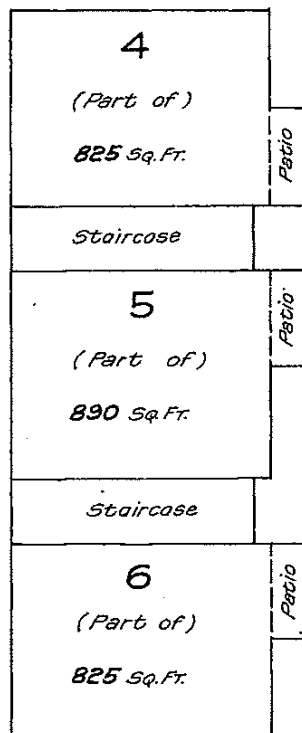 4
(Part of)
825 SQ.FT.
Patio
Staircase
5
Patio
(Part of)
890 SQ.FT.
Staircase
6
Patio
(Part of)
825 SQ.FT.